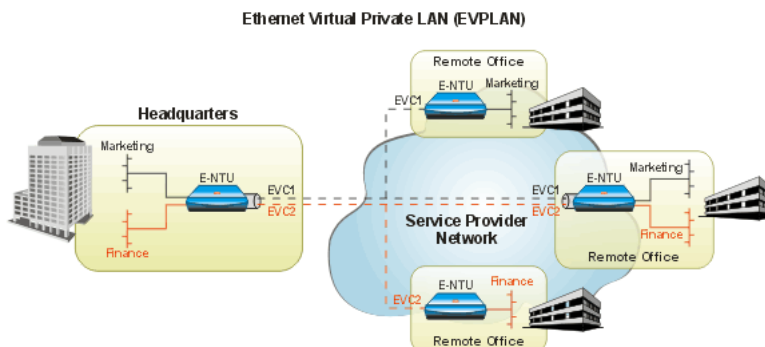 Ethernet Virtual Private LAN (EVPLAN)
Remote Office
E-NTU
Marketing
EVC1
Headquarters
Marketing
E-NTU
EVC1
EVC2
Finance
EVC1
EVC2
E-NTU
Marketing
Finance
Remote Office
Service Provider
Network
E-NTU
Finance
EVC2
Remote Office